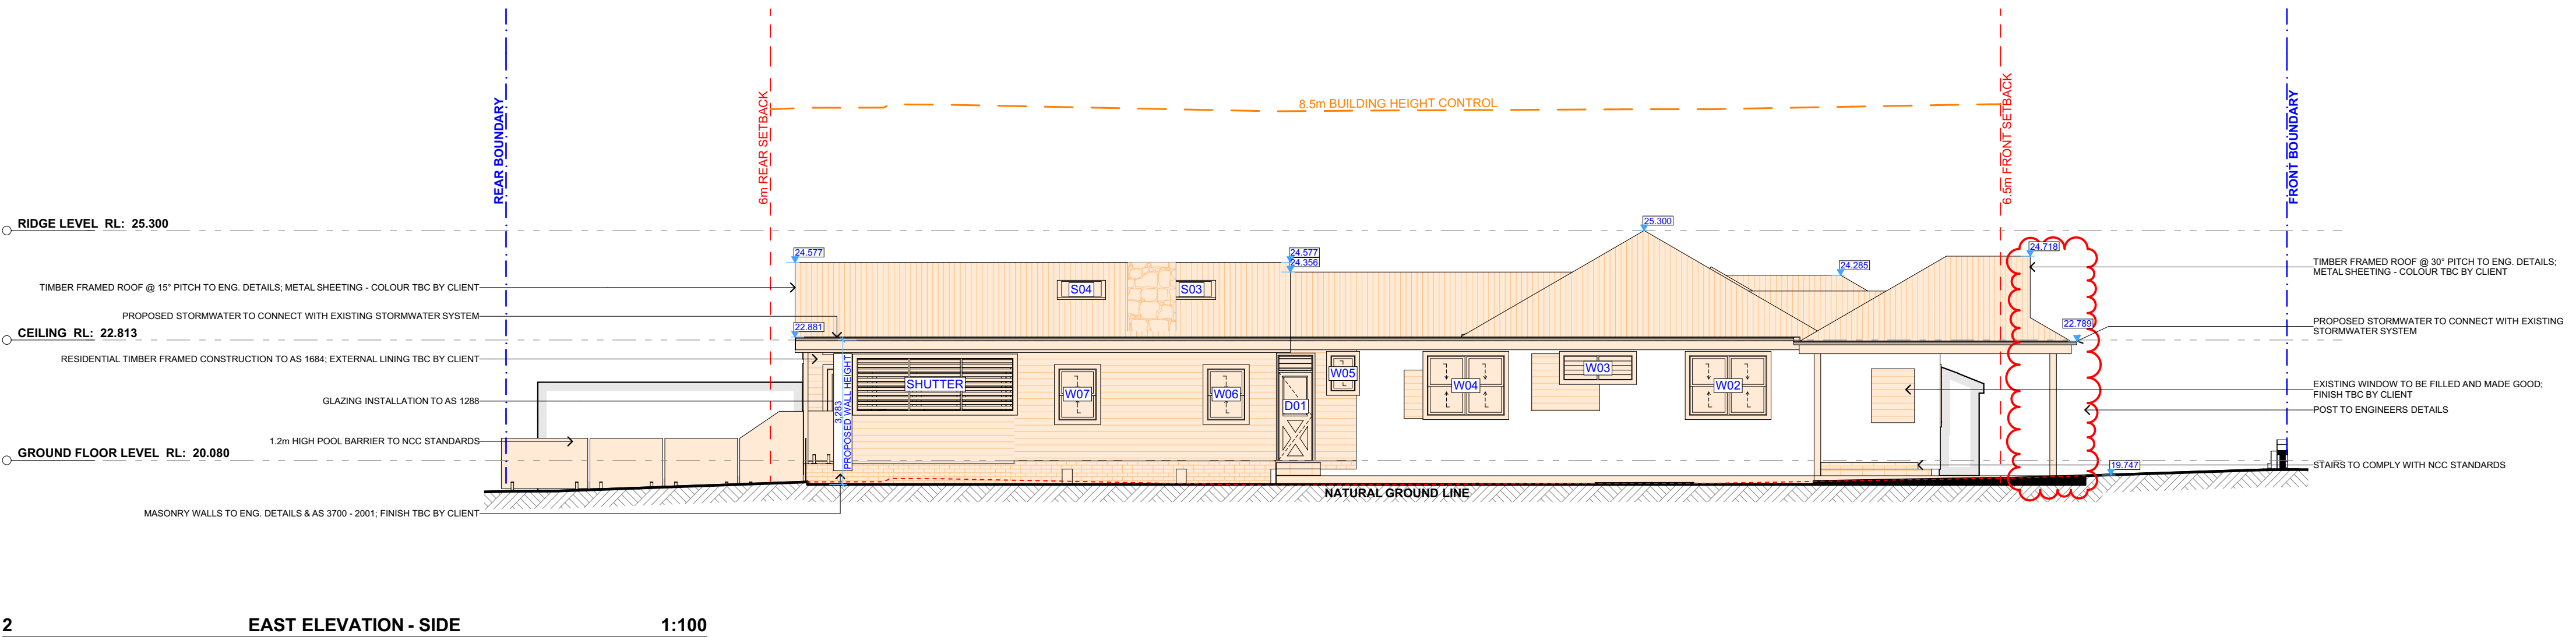 REAR BOUNDARY
6m REAR SETBACK
8.5m BUILDING HEIGHT CONTROL
6.5m FRONT SETBACK
FRONT BOUNDARY
RIDGE LEVEL RL: 25.300
25.300
24.577
24.577
24.356
24.285
24.718
TIMBER FRAMED ROOF @ 15° PITCH TO ENG. DETAILS; METAL SHEETING - COLOUR TBC BY CLIENT
S04
S03
TIMBER FRAMED ROOF @ 30° PITCH TO ENG. DETAILS;
METAL SHEETING - COLOUR TBC BY CLIENT
PROPOSED STORMWATER TO CONNECT WITH EXISTING STORMWATER SYSTEM
22.881
22.789
PROPOSED STORMWATER TO CONNECT WITH EXISTING
STORMWATER SYSTEM
CEILING RL: 22.813
RESIDENTIAL TIMBER FRAMED CONSTRUCTION TO AS 1684; EXTERNAL LINING TBC BY CLIENT
3,283
PROPOSED WALL HEIGHT
SHUTTER
W07
W06
D01
W05
W04
W03
W02
EXISTING WINDOW TO BE FILLED AND MADE GOOD;
FINISH TBC BY CLIENT
GLAZING INSTALLATION TO AS 1288
POST TO ENGINEERS DETAILS
1.2m HIGH POOL BARRIER TO NCC STANDARDS
GROUND FLOOR LEVEL RL: 20.080
19.747
STAIRS TO COMPLY WITH NCC STANDARDS
NATURAL GROUND LINE
MASONRY WALLS TO ENG. DETAILS & AS 3700 - 2001; FINISH TBC BY CLIENT
2 EAST ELEVATION - SIDE 1:100